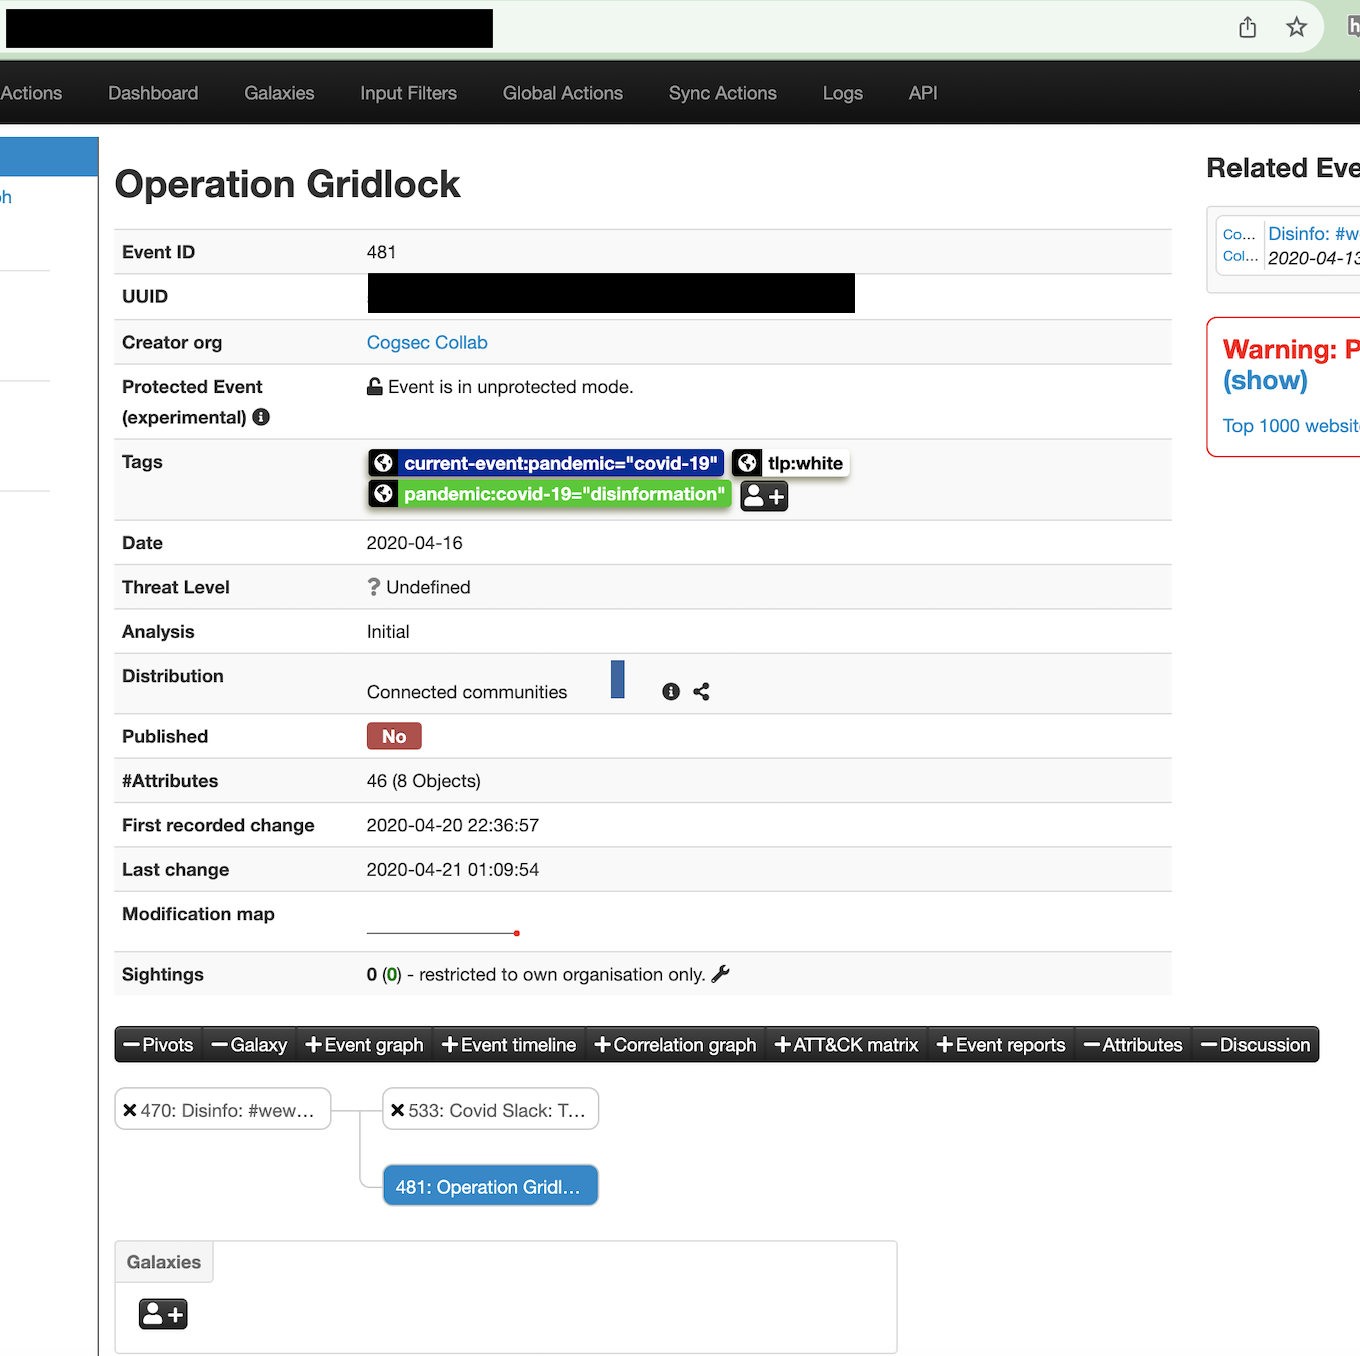 Actions Dashboard Galaxies Input Filters Global Actions Sync Actions Logs API
Operation Gridlock
Event ID 481
UUID
Creator org Cogsec Collab
Protected Event (experimental) Event is in unprotected mode.
Tags current-event:pandemic="covid-19" tlp:white
pandemic:covid-19="disinformation"
Date 2020-04-16
Threat Level ? Undefined
Analysis Initial
Distribution Connected communities
Published No
#Attributes 46 (8 Objects)
First recorded change 2020-04-20 22:36:57
Last change 2020-04-21 01:09:54
Modification map
Sightings 0 (0) - restricted to own organisation only.
Related Eve
Co... Disinfo: #w
Col... 2020-04-13
Warning: P
(show)
Top 1000 websit
Pivots Galaxy Event graph Event timeline Correlation graph ATT&CK matrix Event reports Attributes Discussion
470: Disinfo: #wew... 533: Covid Slack: T...
481: Operation Gridl...
Galaxies